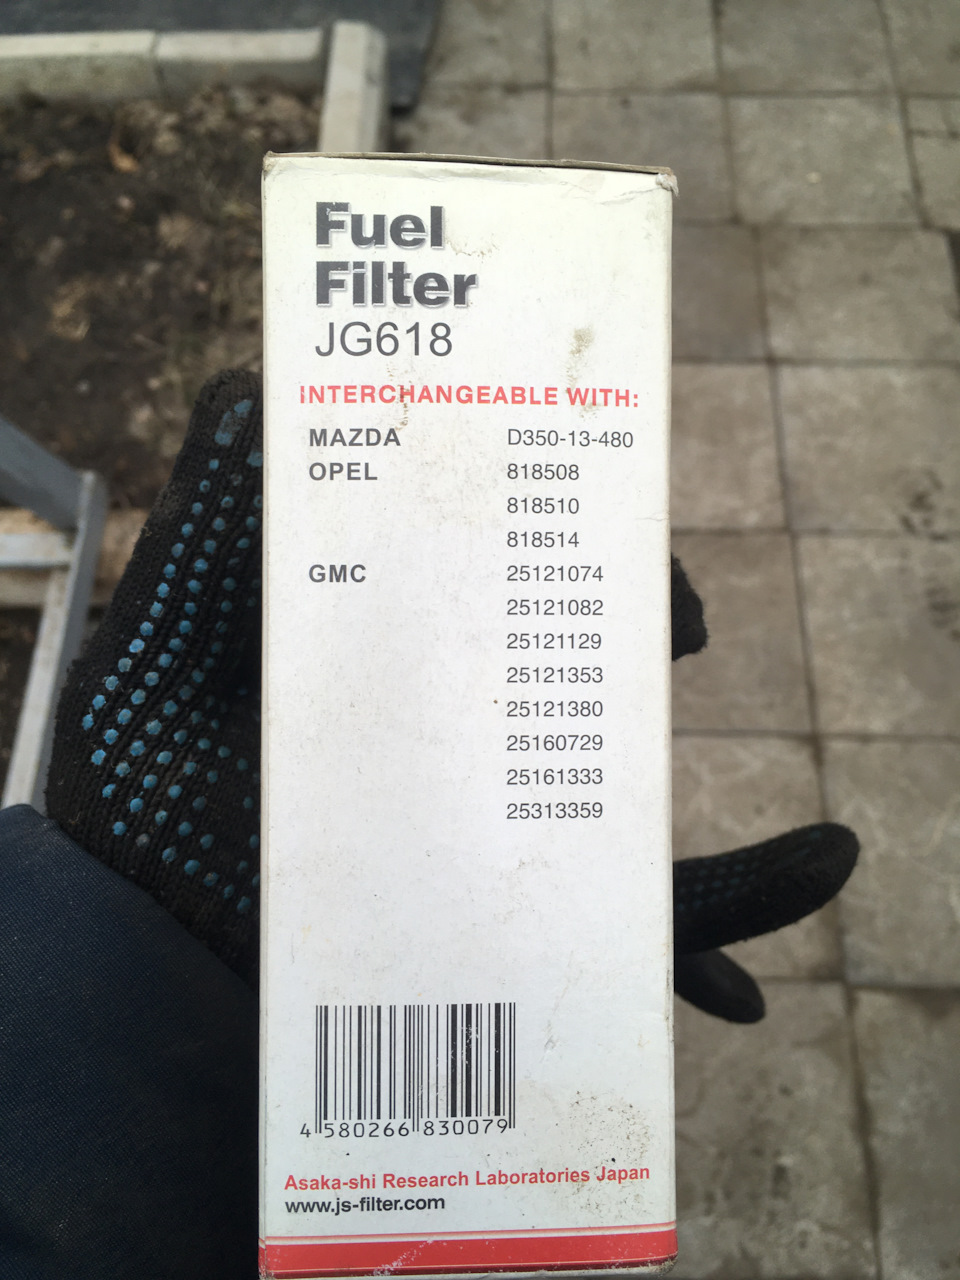 Fuel
Filter
JG618
INTERCHANGEABLE WITH:
MAZDA D350-13-480
OPEL 818508
818510
818514
GMC 25121074
25121082
25121129
25121353
25121380
25160729
25161333
25313359
4 580266 830079
Asaka-shi Research Laboratories Japan
www.js-filter.com